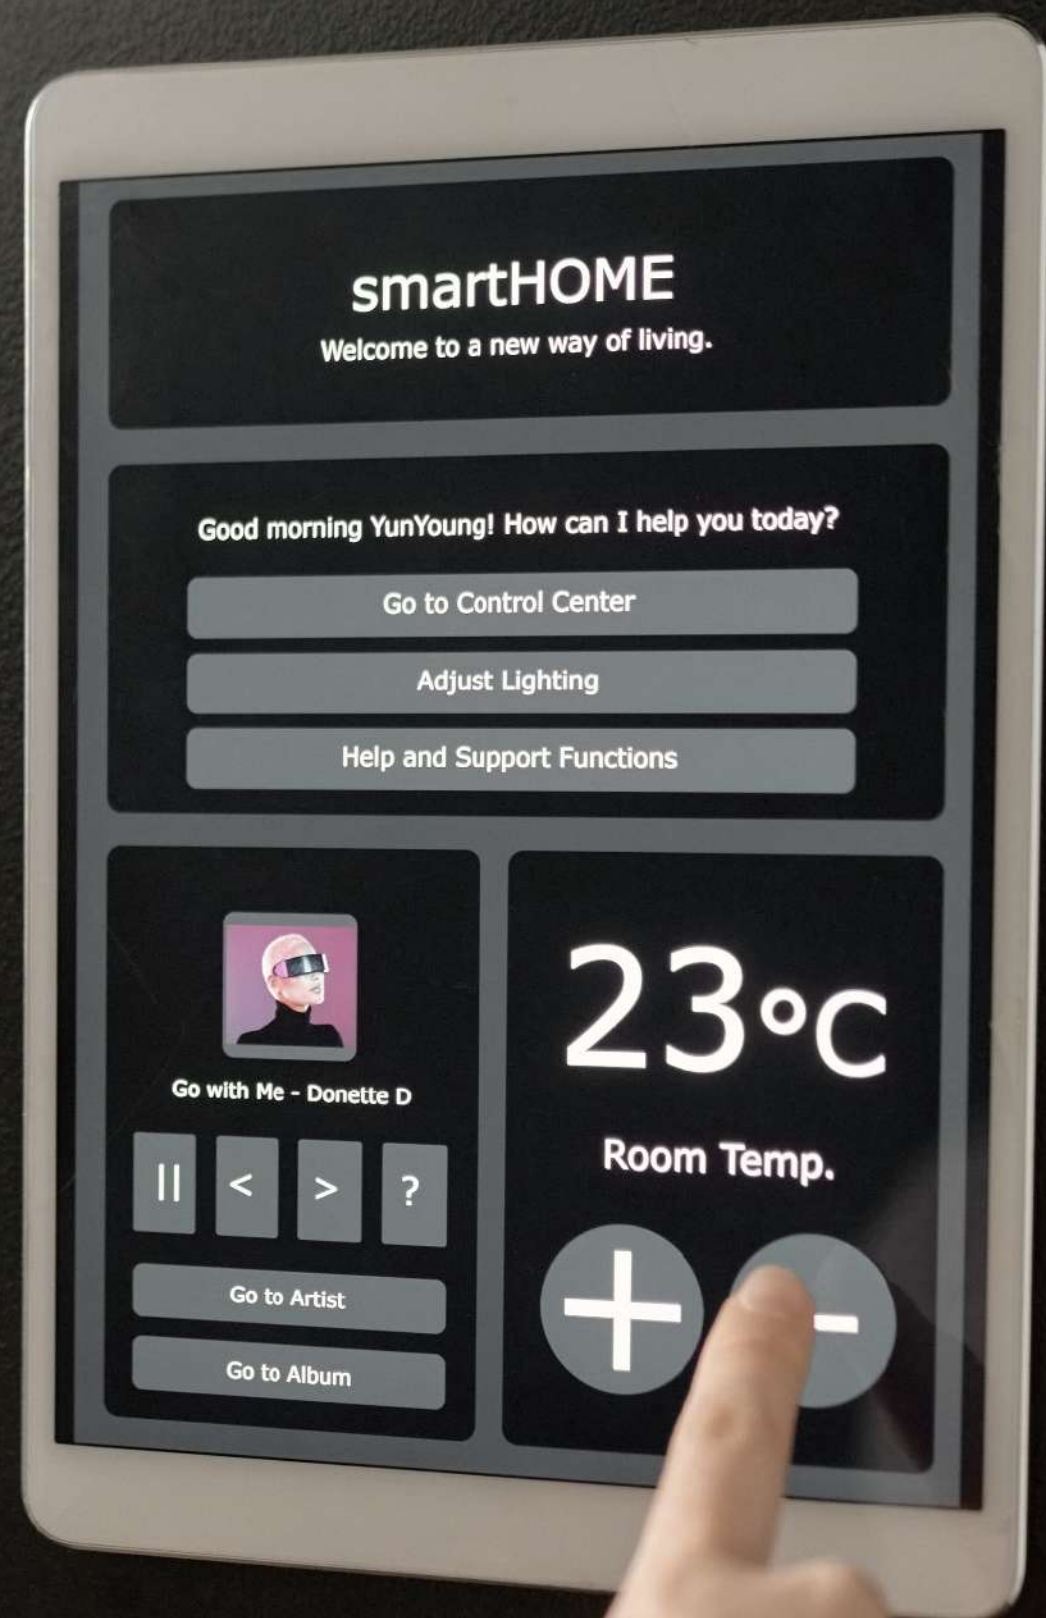 smartHOME
Welcome to a new way of living.
Good morning YunYoung! How can I help you today?
Go to Control Center
Adjust Lighting
Help and Support Functions
Go with Me - Donette D
|| < > ?
Go to Artist
Go to Album
23°C
Room Temp.
+ -